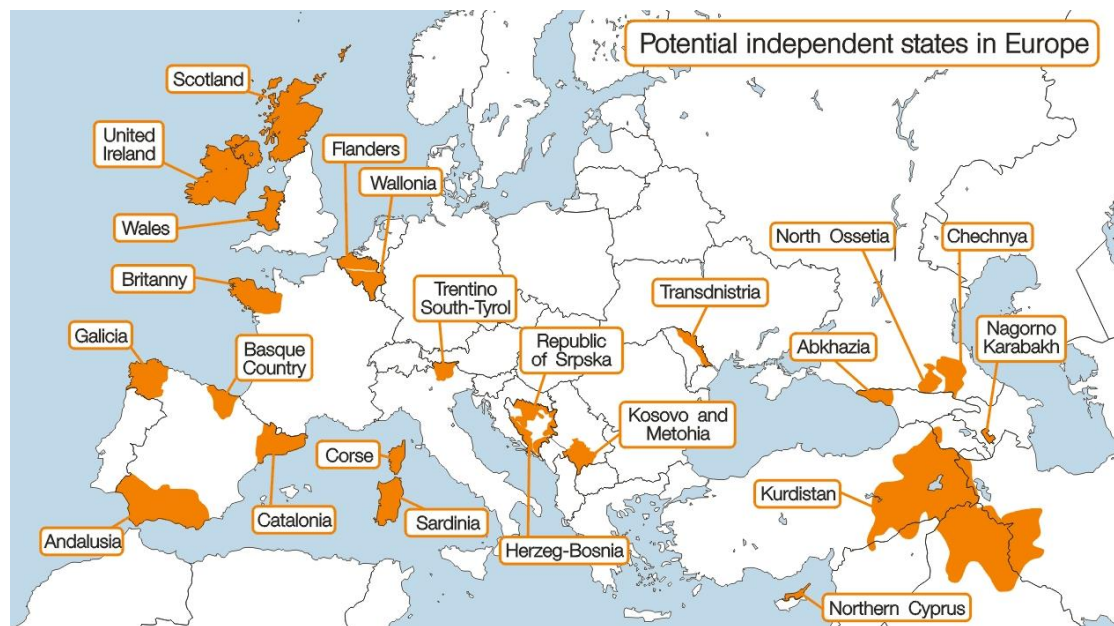 Potential independent states in Europe
Scotland
United
Ireland
Flanders
Wallonia
Wales
North Ossetia
Chechnya
Britanny
Trentino
South-Tyrol
Transdnistria
Galicia
Basque
Country
Republic
of Srpska
Abkhazia
Nagorno
Karabakh
Kosovo and
Metohia
Corse
Kurdistan
Andalusia
Catalonia
Sardinia
Herzeg-Bosnia
Northern Cyprus